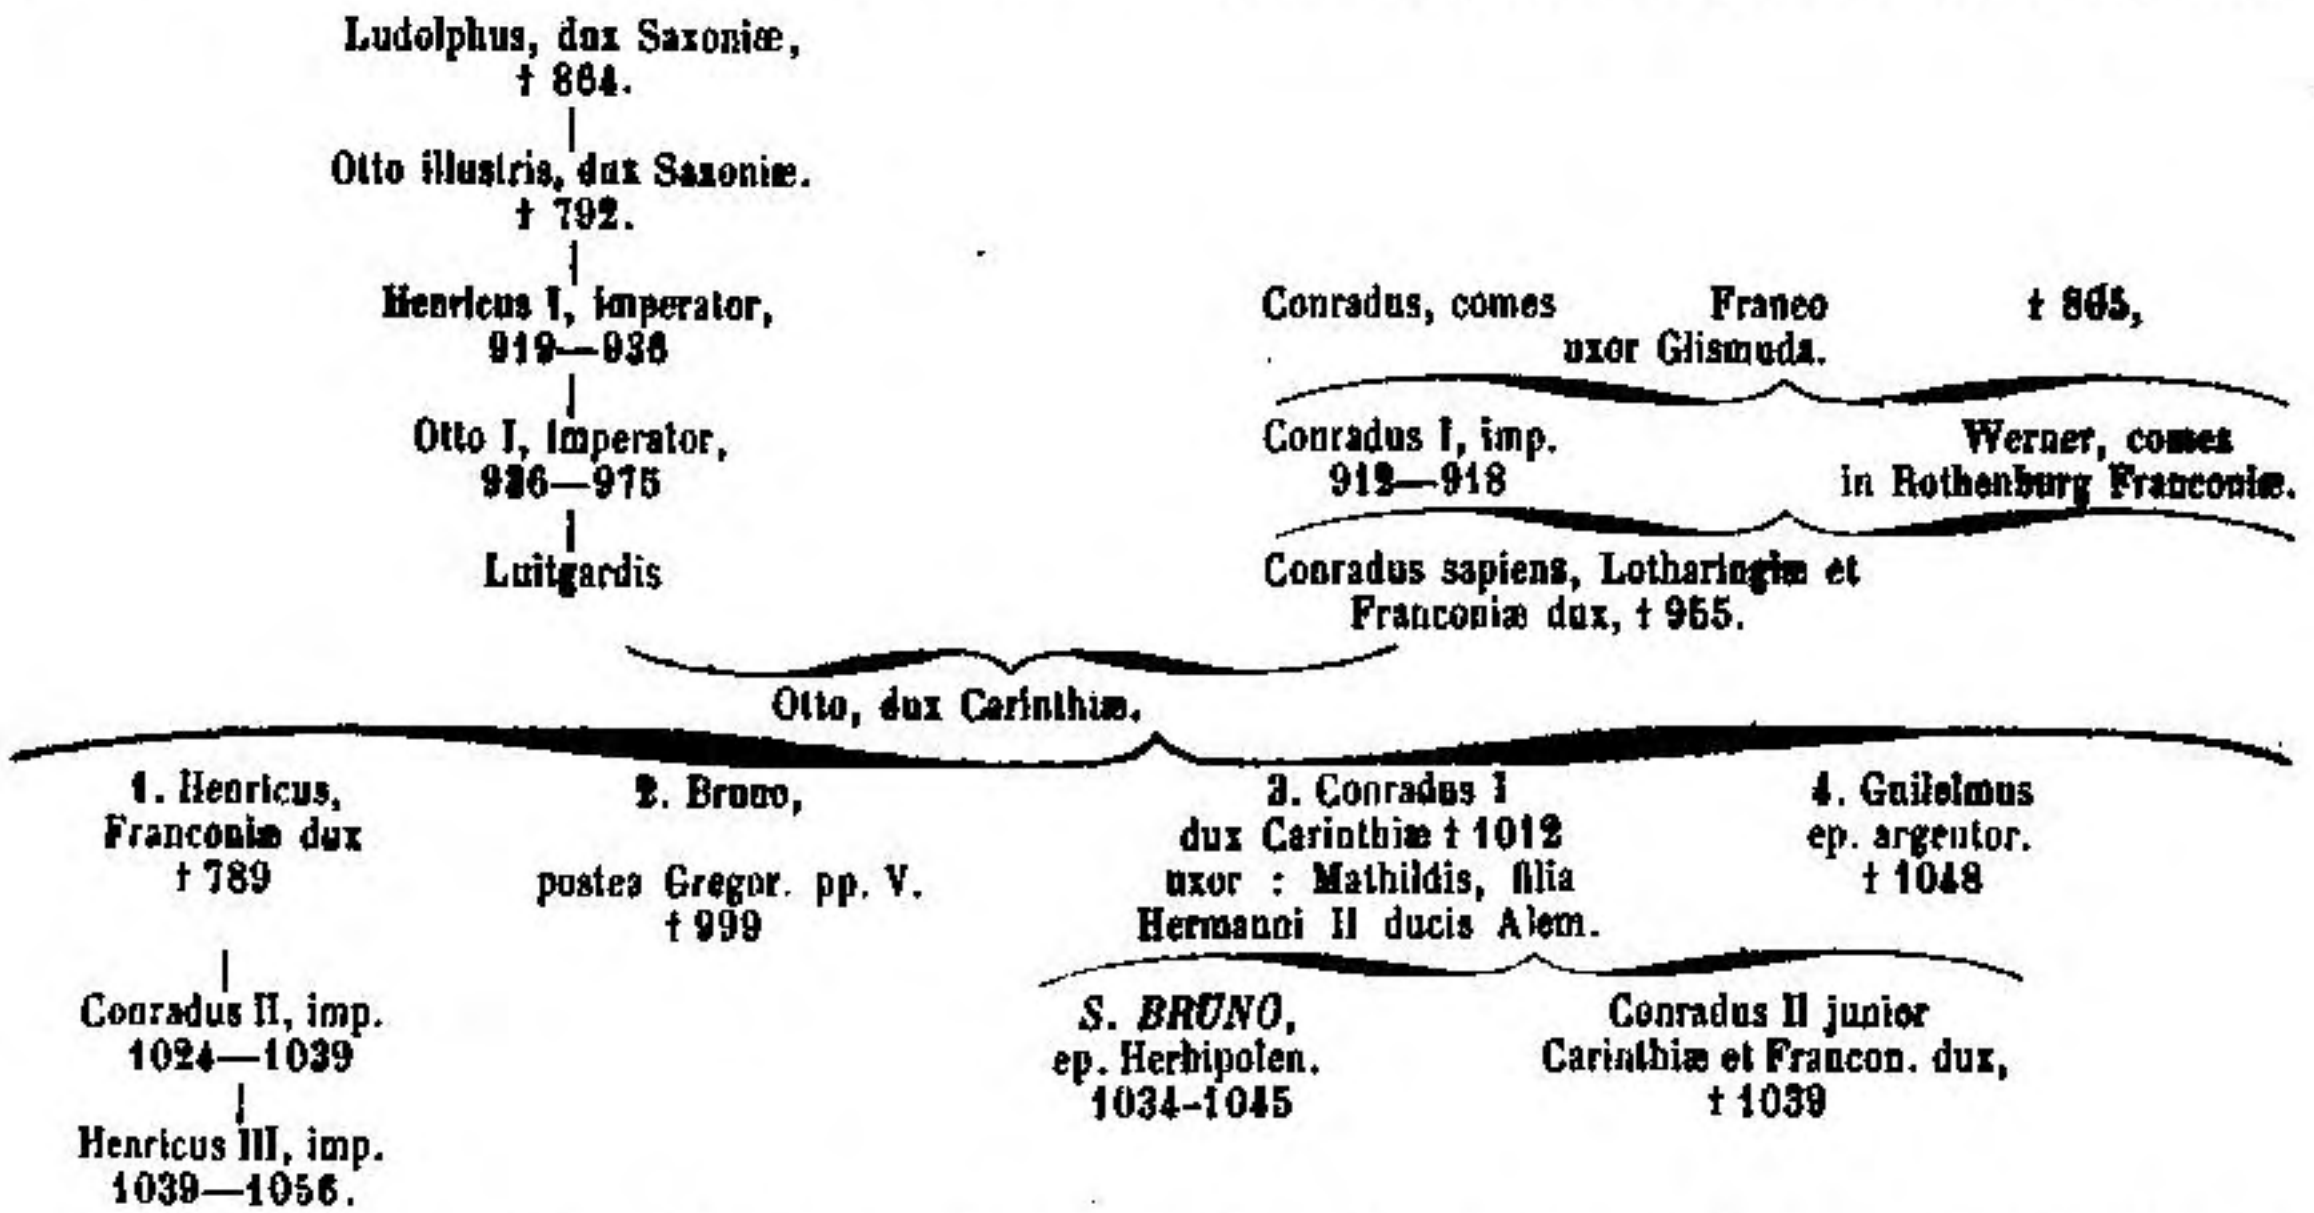 Ludolphus, dux Saxoniæ,
† 864.
Otto illustris, dux Saxoniæ.
† 792.
Henricus I, imperator,
919—936
Otto I, imperator,
936—975
Luitgardis
Conradus, comes Franco † 865,
uxor Glismuda.
Conradus I, imp.
912—918
Werner, comes
in Rothenburg Franconiæ.
Conradus sapiens, Lotharingiæ et
Franconiæ dux, † 955.
Otto, dux Carinthiæ.
1. Henricus,
Franconiæ dux
† 789
2. Bruno,
postea Gregor. pp. V.
† 999
3. Conradus I
dux Carinthiæ † 1012
uxor : Mathildis, filia
Hermanni II ducis Alem.
4. Guilelmus
ep. argentor.
† 1048
Conradus II, imp.
1024—1039
Henricus III, imp.
1039—1056.
S. BRUNO,
ep. Herbipolen.
1034-1045
Conradus II junior
Carinthiæ et Francon. dux,
† 1039